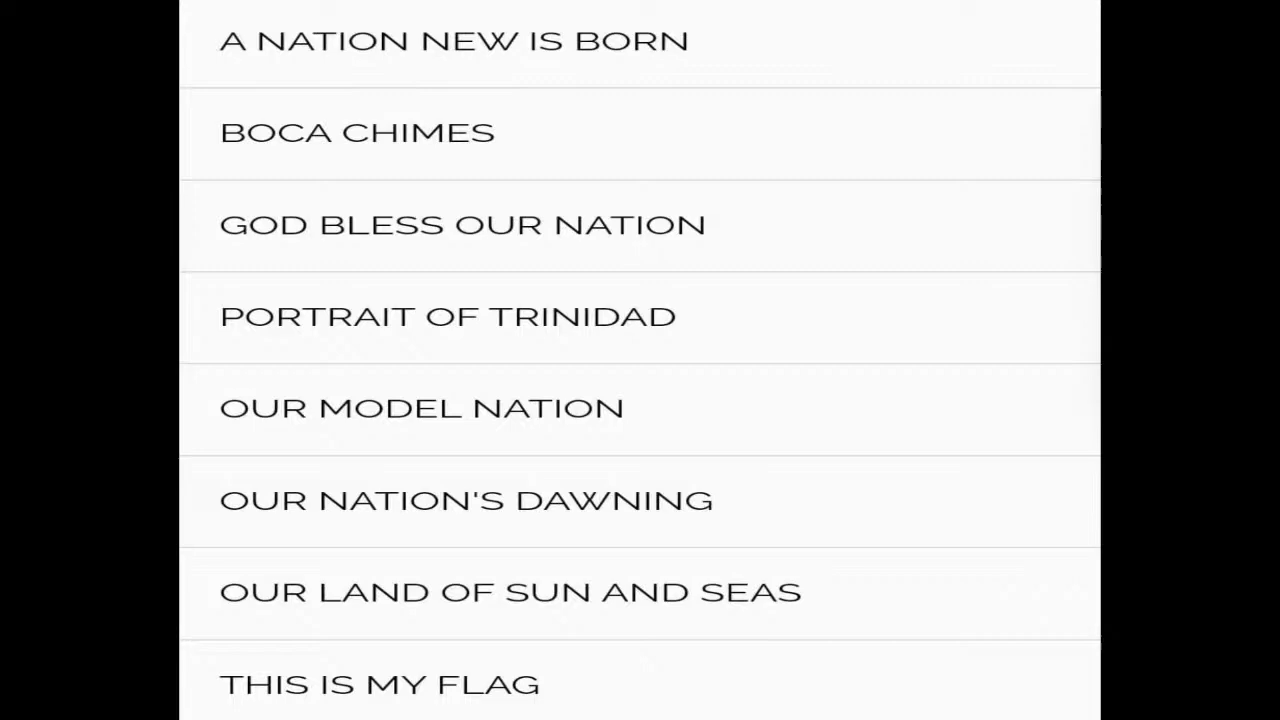 A NATION NEW IS BORN
BOCA CHIMES
GOD BLESS OUR NATION
PORTRAIT OF TRINIDAD
OUR MODEL NATION
OUR NATION'S DAWNING
OUR LAND OF SUN AND SEAS
THIS IS MY FLAG